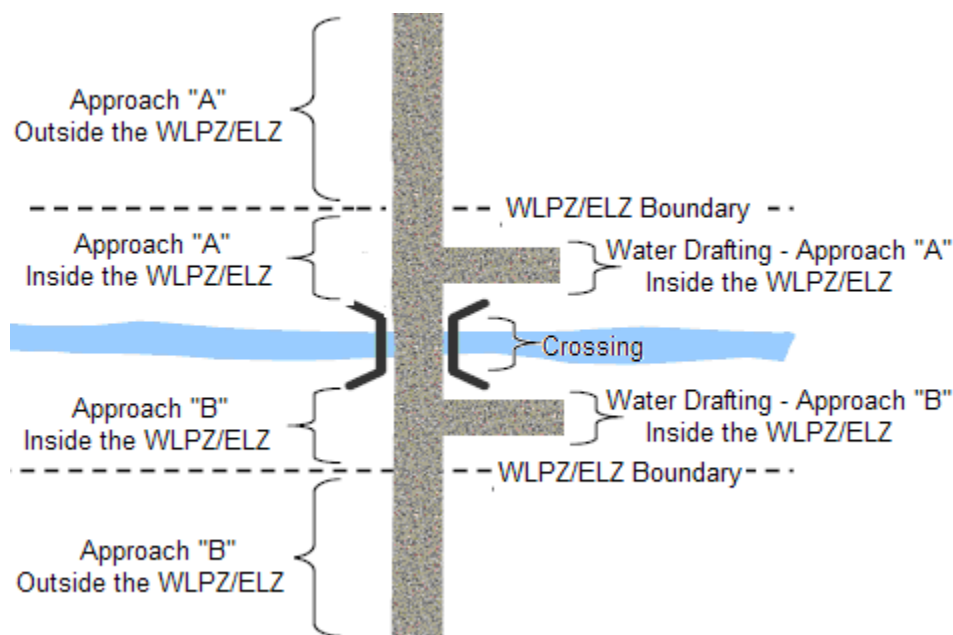 Approach "A"
Outside the WLPZ/ELZ
WLPZ/ELZ Boundary
Approach "A"
Inside the WLPZ/ELZ
Water Drafting - Approach "A"
Inside the WLPZ/ELZ
Crossing
Approach "B"
Inside the WLPZ/ELZ
Water Drafting - Approach "B"
Inside the WLPZ/ELZ
WLPZ/ELZ Boundary
Approach "B"
Outside the WLPZ/ELZ